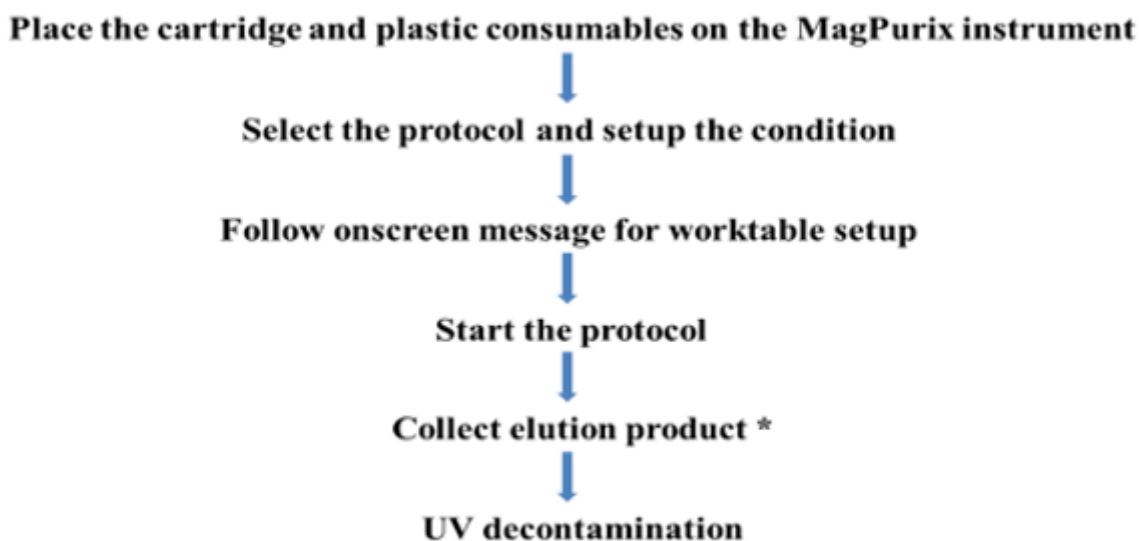 Place the cartridge and plastic consumables on the MagPurix instrument
Select the protocol and setup the condition
Follow onscreen message for worktable setup
Start the protocol
Collect elution product *
UV decontamination